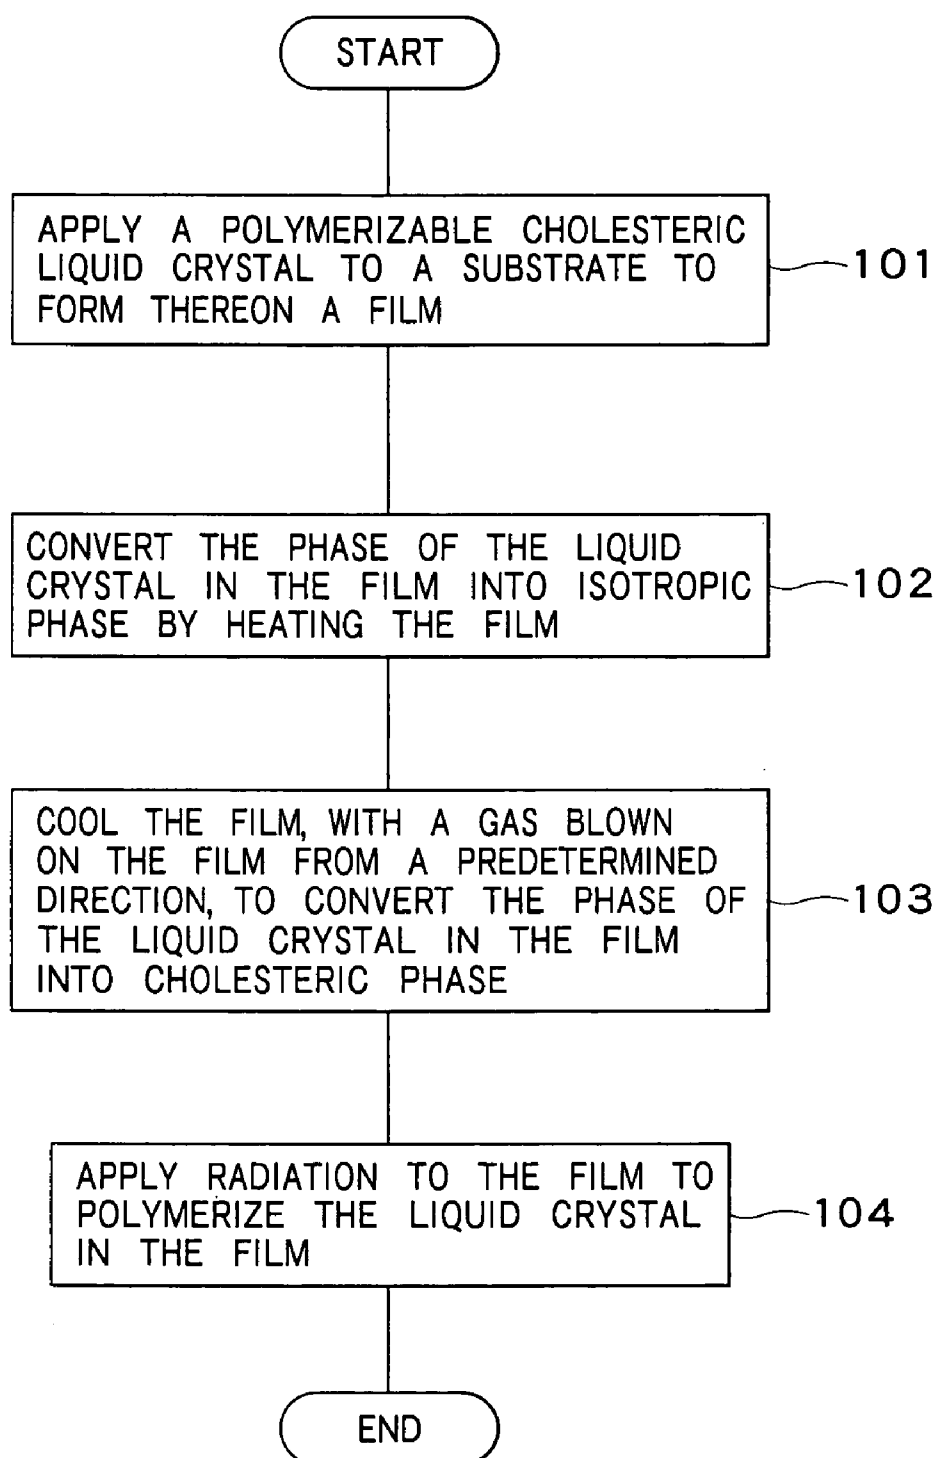 START
APPLY A POLYMERIZABLE CHOLESTERIC
LIQUID CRYSTAL TO A SUBSTRATE TO
FORM THEREON A FILM
101
CONVERT THE PHASE OF THE LIQUID
CRYSTAL IN THE FILM INTO ISOTROPIC
PHASE BY HEATING THE FILM
102
COOL THE FILM, WITH A GAS BLOWN
ON THE FILM FROM A PREDETERMINED
DIRECTION, TO CONVERT THE PHASE OF
THE LIQUID CRYSTAL IN THE FILM
INTO CHOLESTERIC PHASE
103
APPLY RADIATION TO THE FILM TO
POLYMERIZE THE LIQUID CRYSTAL
IN THE FILM
104
END